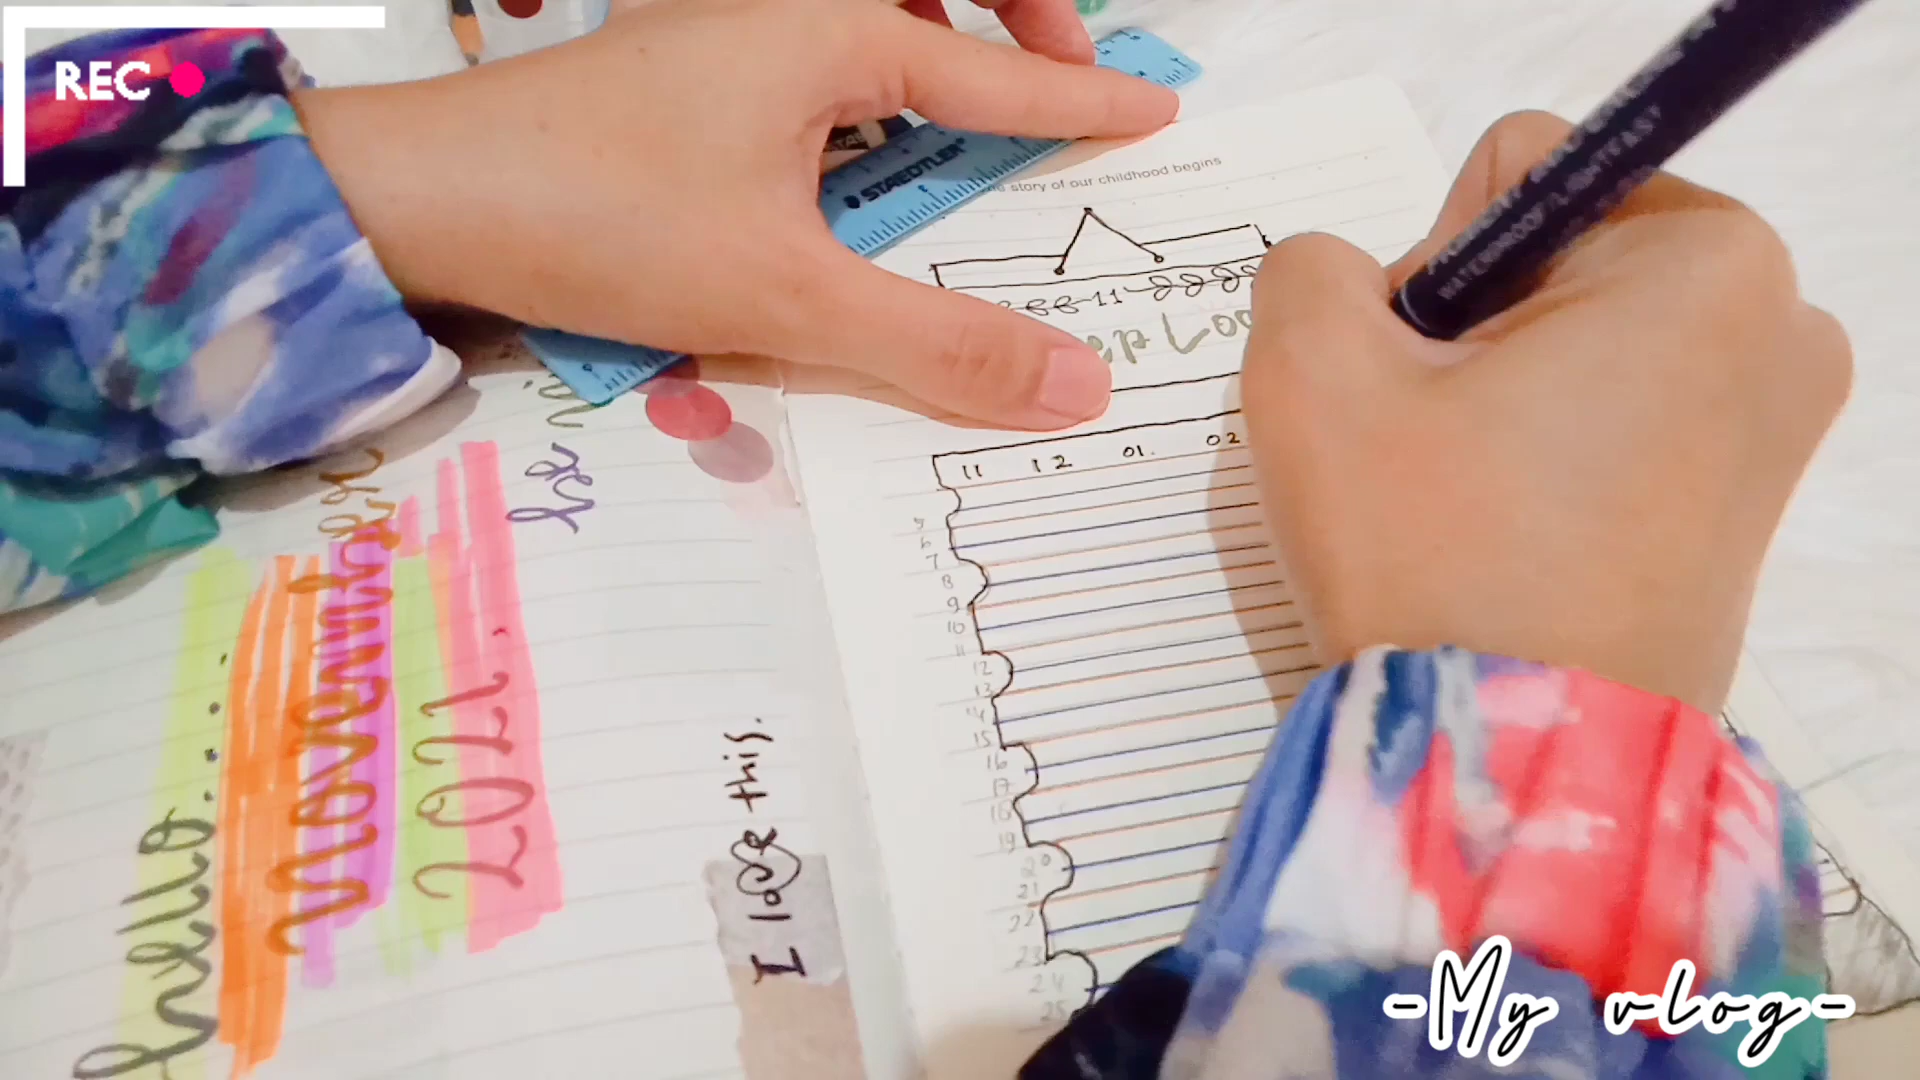 REC
STAEDTLER
story of our childhood begins
11
11 12 01. 02
5
6
7
8
9
10
11
12
13
14
15
16
17
18
19
20
21
22
23
24
25
hello.....
November
2021.
I love this.
WATERPROOF/LIGHTFAST
-My vlog-